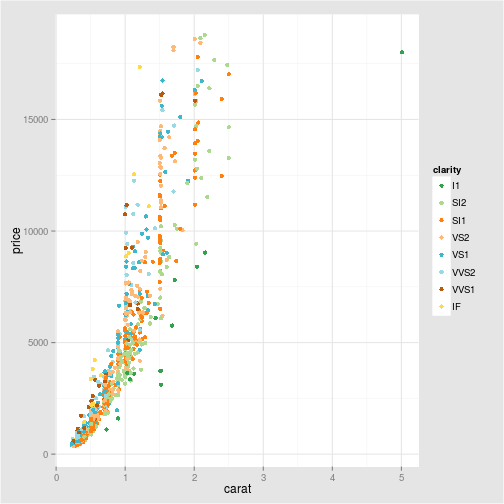 15000
10000
5000
0
price
0
1
2
3
4
5
carat
clarity
I1
SI2
SI1
VS2
VS1
VVS2
VVS1
IF